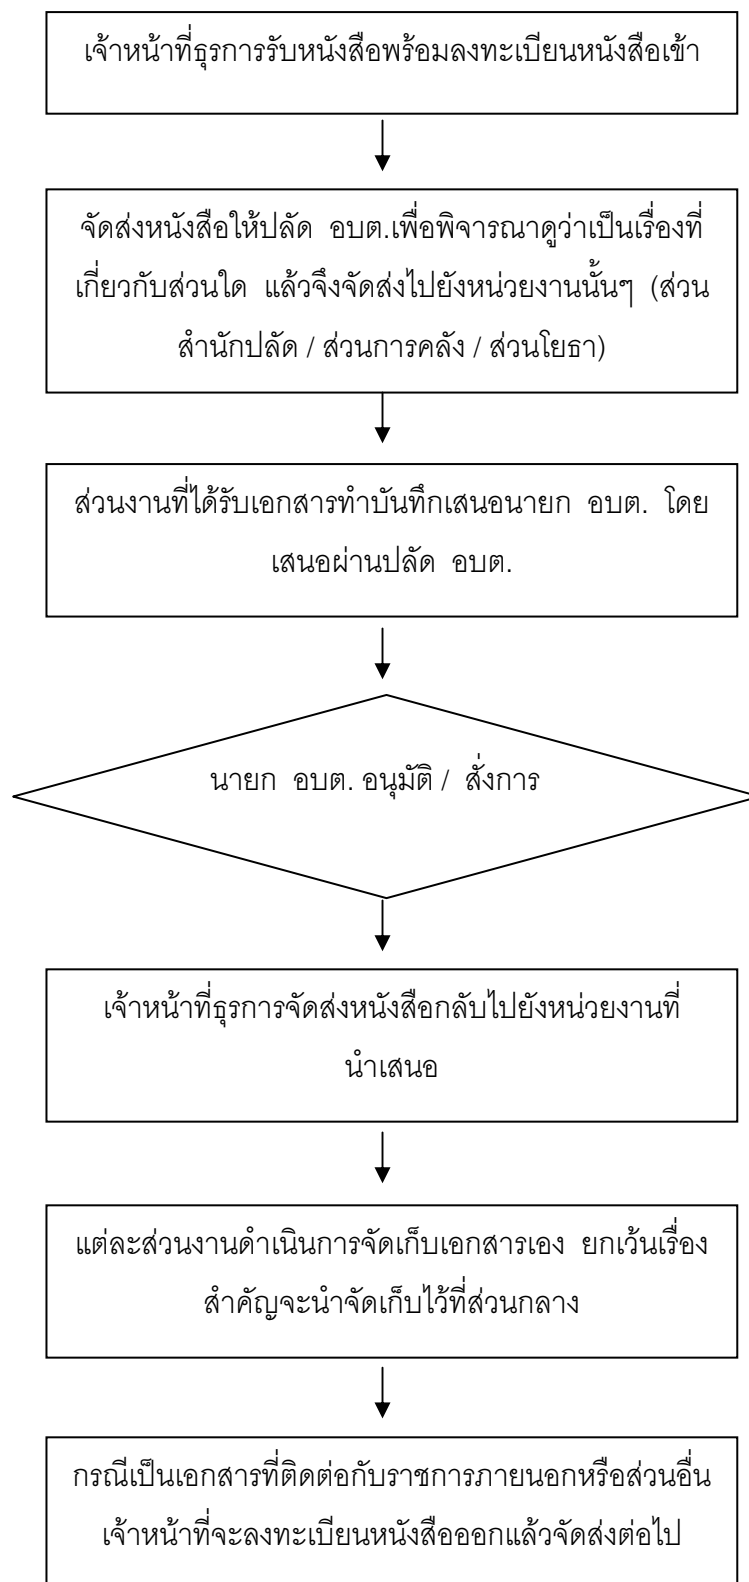 เจ้าหน้าที่ธุรการรับหนังสือพร้อมลงทะเบียนหนังสือเข้า
จัดส่งหนังสือให้ปลัด อบต.เพื่อพิจารณาดูว่าเป็นเรื่องที่
เกี่ยวกับส่วนใด แล้วจึงจัดส่งไปยังหน่วยงานนั้นๆ (ส่วน
สำนักปลัด / ส่วนการคลัง / ส่วนโยธา)
ส่วนงานที่ได้รับเอกสารทำบันทึกเสนอนายก อบต. โดย
เสนอผ่านปลัด อบต.
นายก อบต. อนุมัติ / สั่งการ
เจ้าหน้าที่ธุรการจัดส่งหนังสือกลับไปยังหน่วยงานที่
นำเสนอ
แต่ละส่วนงานดำเนินการจัดเก็บเอกสารเอง ยกเว้นเรื่อง
สำคัญจะนำจัดเก็บไว้ที่ส่วนกลาง
กรณีเป็นเอกสารที่ติดต่อกับราชการภายนอกหรือส่วนอื่น
เจ้าหน้าที่จะลงทะเบียนหนังสือออกแล้วจัดส่งต่อไป